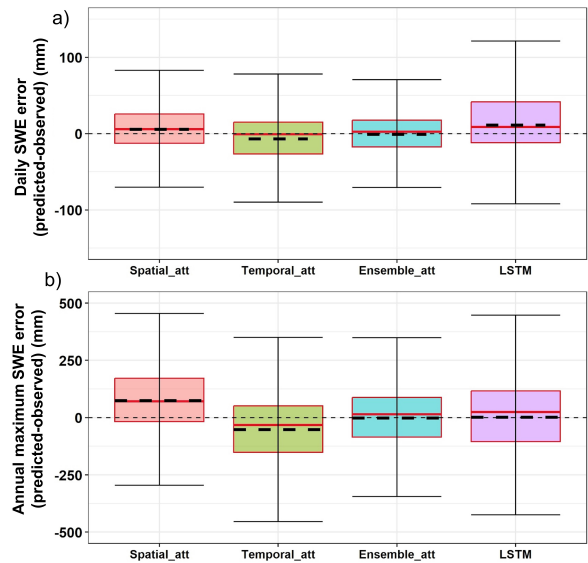 a)
Daily SWE error
(predicted-observed) (mm)
100
0
-100
Spatial_att Temporal_att Ensemble_att LSTM
b)
Annual maximum SWE error
(predicted-observed) (mm)
500
250
0
-250
-500
Spatial_att Temporal_att Ensemble_att LSTM